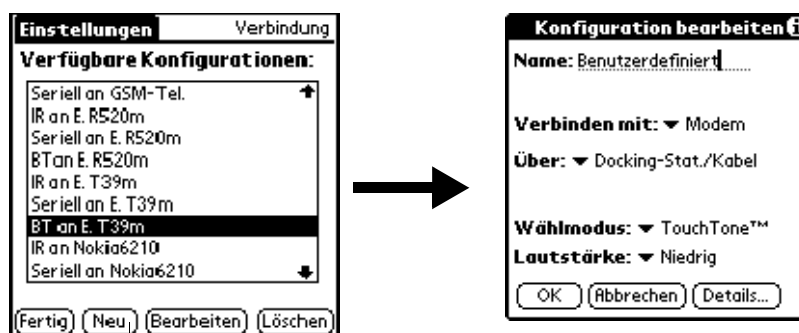 Einstellungen Verbindung
Verfügbare Konfigurationen:
Seriell an GSM-Tel.
IR an E. R520m
Seriell an E. R520m
BT an E. R520m
IR an E. T39m
Seriell an E. T39m
BT an E. T39m
IR an Nokia6210
Seriell an Nokia6210
Fertig Neu Bearbeiten Löschen
Konfiguration bearbeiten i
Name: Benutzerdefiniert
Verbinden mit: Modem
Über: Docking-Stat./Kabel
Wählmodus: TouchTone™
Lautstärke: Niedrig
OK Abbrechen Details...